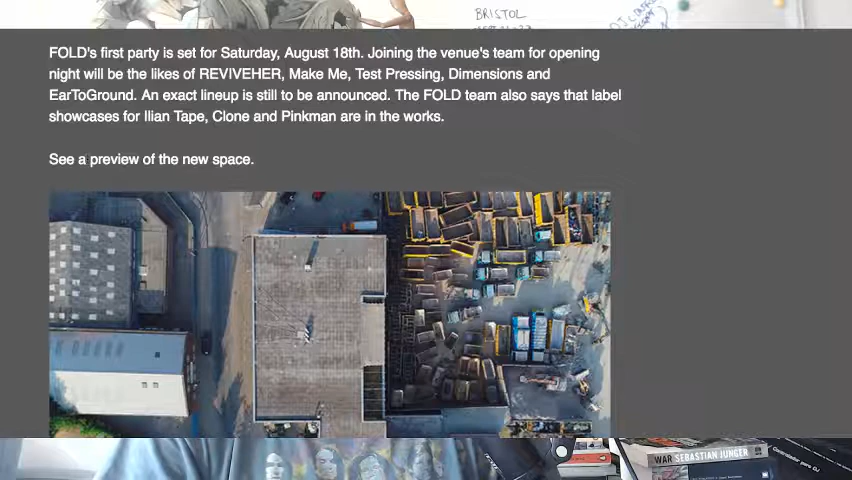 BRISTOL
FOLD's first party is set for Saturday, August 18th. Joining the venue's team for opening
night will be the likes of REVIVEHER, Make Me, Test Pressing, Dimensions and
EarToGround. An exact lineup is still to be announced. The FOLD team also says that label
showcases for Ilian Tape, Clone and Pinkman are in the works.
See a preview of the new space.
WAR SEBASTIAN JUNGER